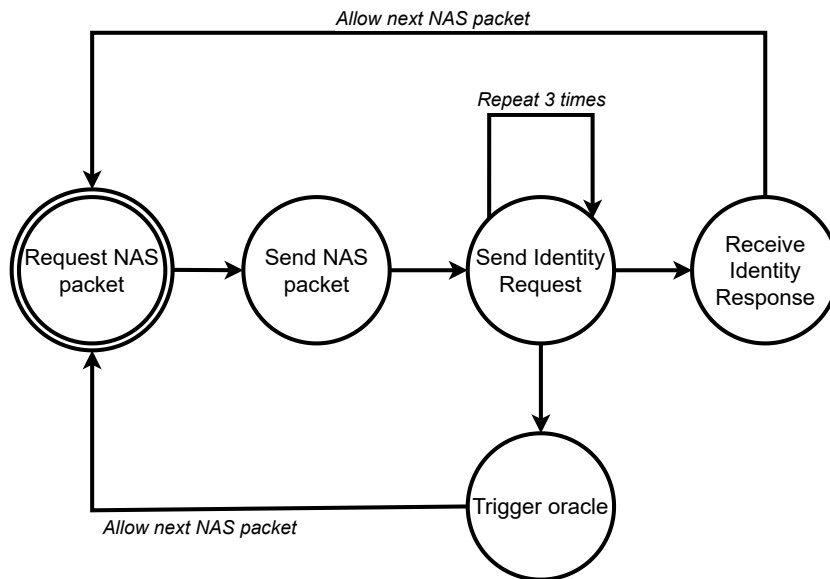 Allow next NAS packet
Repeat 3 times
Request NAS
packet
Send NAS
packet
Send Identity
Request
Receive
Identity
Response
Trigger oracle
Allow next NAS packet